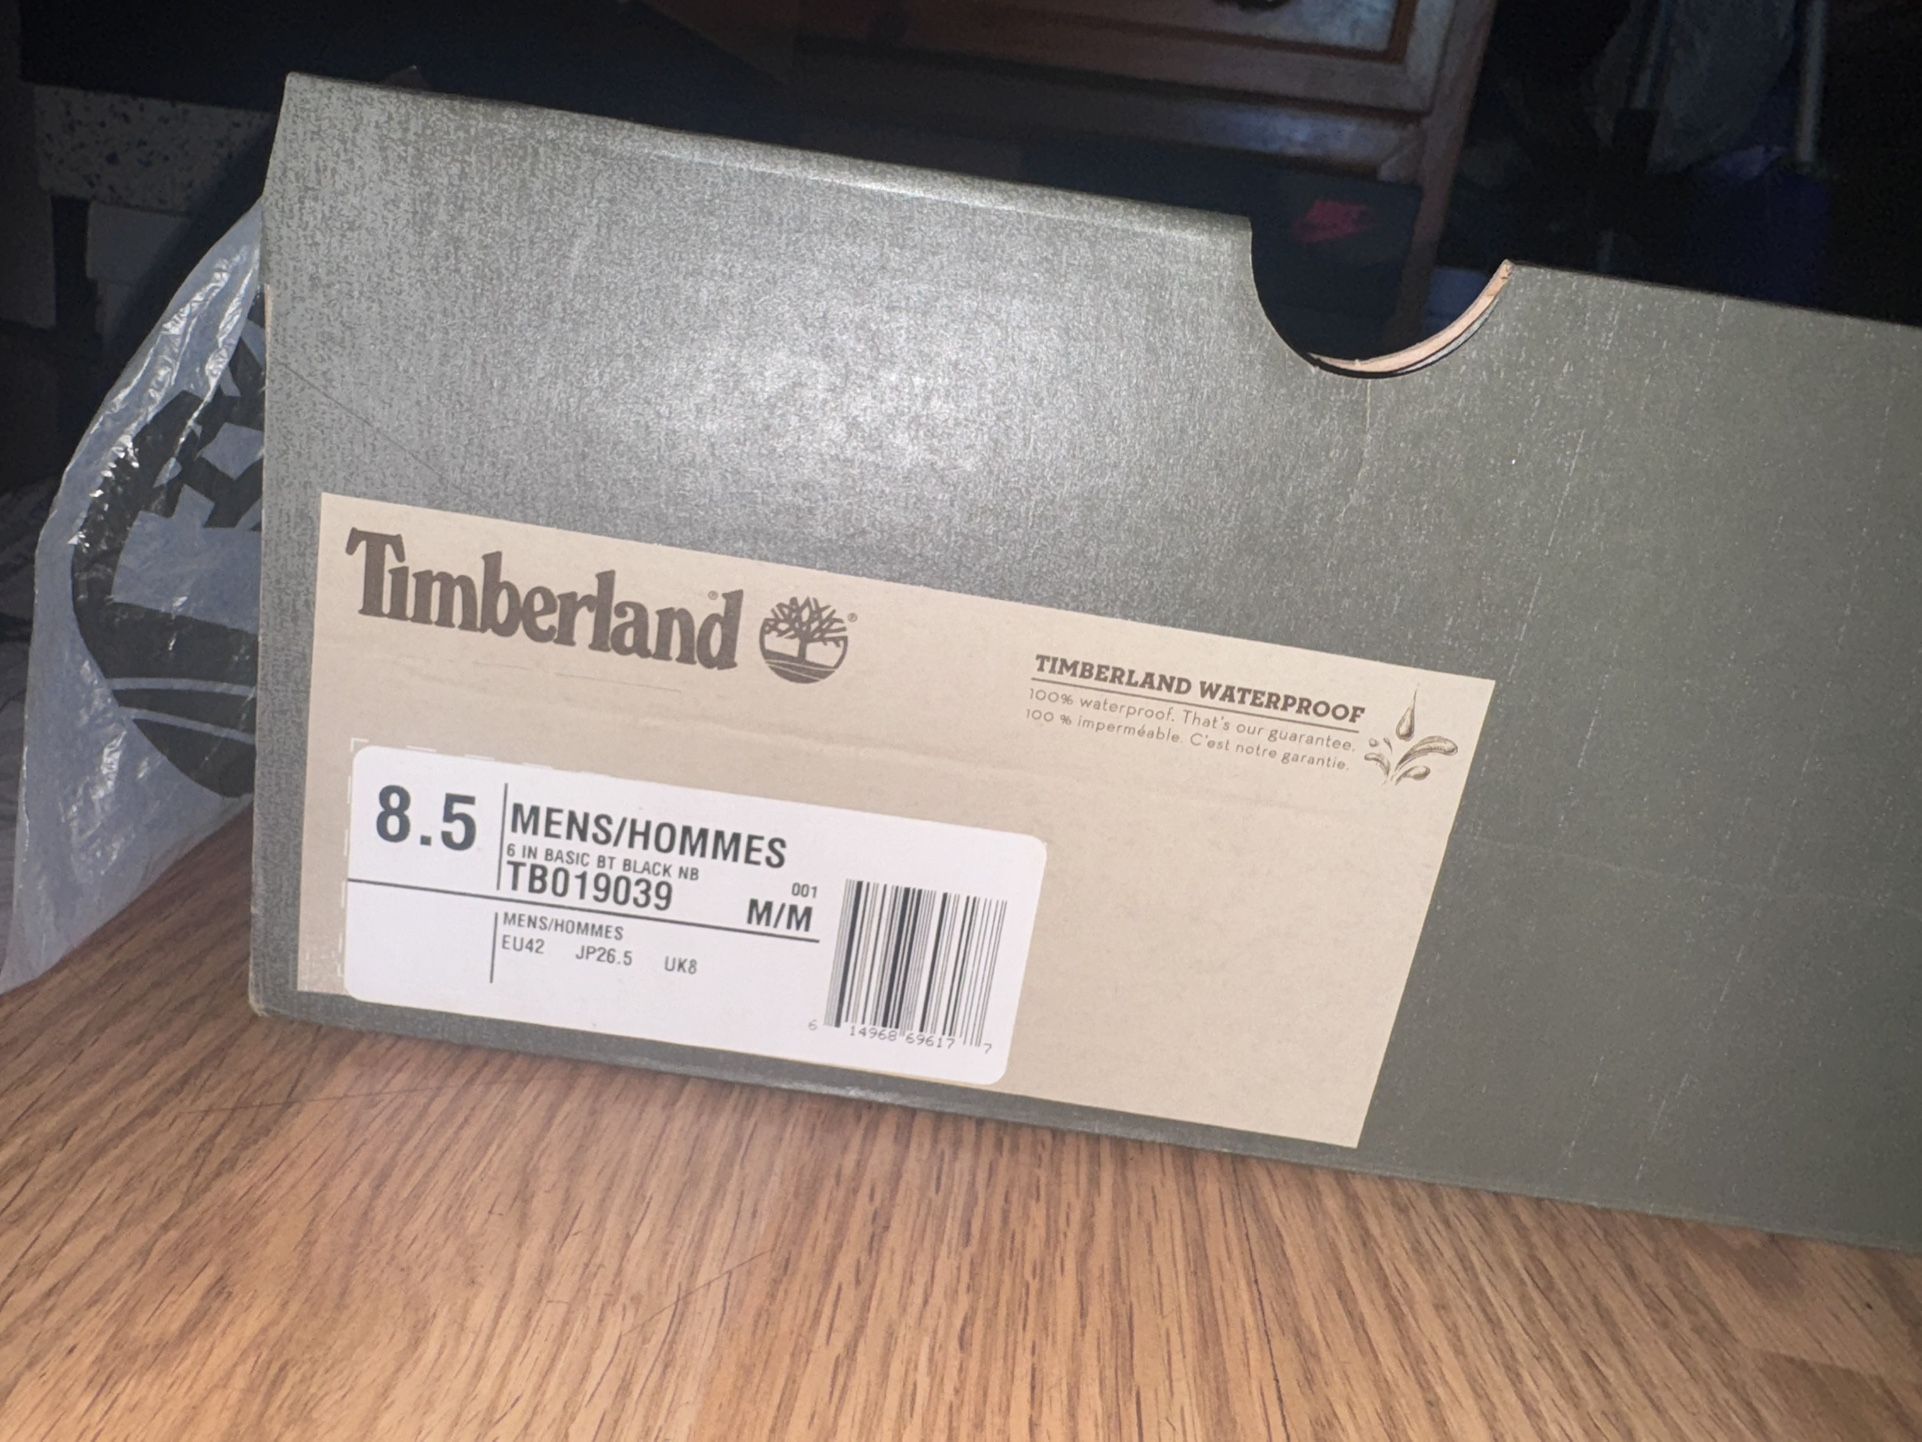 Timberland®
TIMBERLAND WATERPROOF
100% waterproof. That's our guarantee.
100 % imperméable. C'est notre garantie.
8.5
MENS/HOMMES
6 IN BASIC BT BLACK NB
TB019039
001
M/M
MENS/HOMMES
EU42 JP26.5 UK8
6 14968 69617 7
NIKE